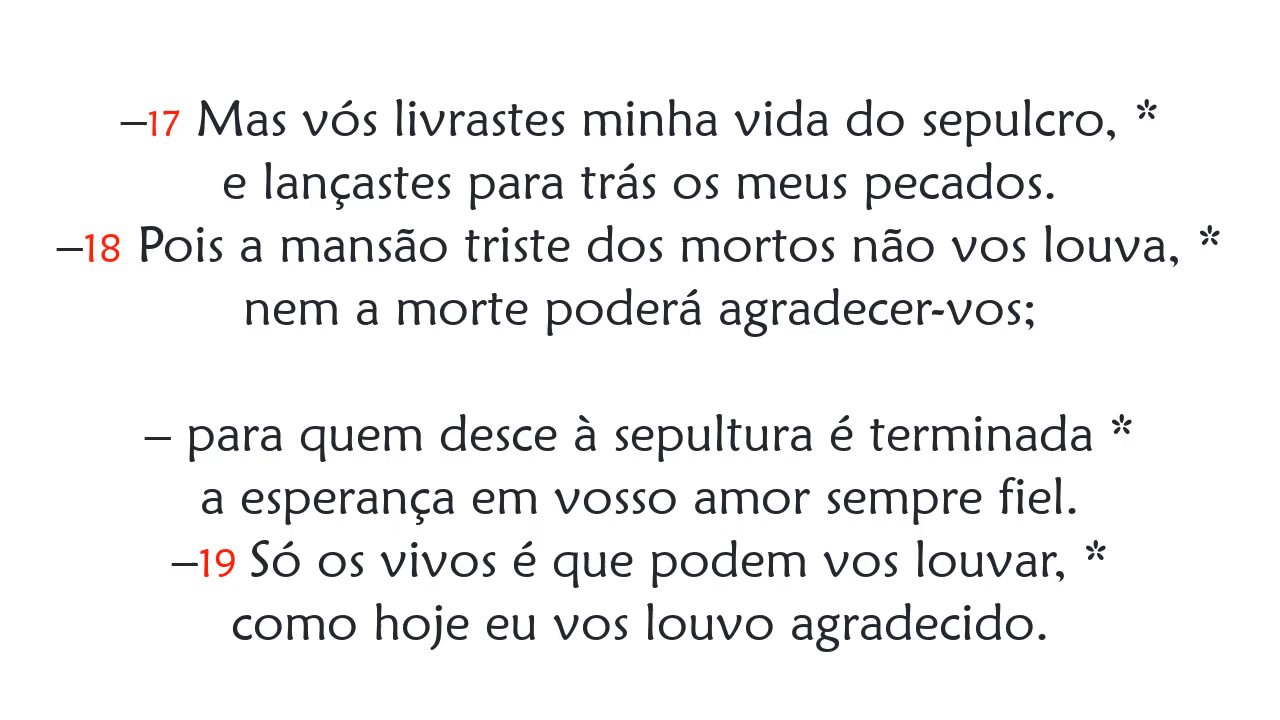 –17 Mas vós livrastes minha vida do sepulcro, *
e lançastes para trás os meus pecados.
–18 Pois a mansão triste dos mortos não vos louva, *
nem a morte poderá agradecer-vos;
– para quem desce à sepultura é terminada *
a esperança em vosso amor sempre fiel.
–19 Só os vivos é que podem vos louvar, *
como hoje eu vos louvo agradecido.